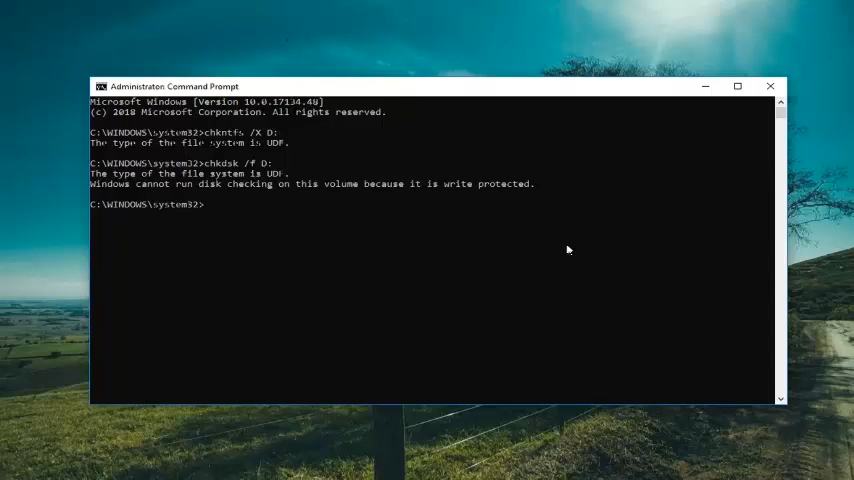 Administrator: Command Prompt
Microsoft Windows [Version 10.0.17134.48]
(c) 2018 Microsoft Corporation. All rights reserved.
C:\WINDOWS\system32>chkntfs /X D:
The type of the file system is UDF.
C:\WINDOWS\system32>chkdsk /f D:
The type of the file system is UDF.
Windows cannot run disk checking on this volume because it is write protected.
C:\WINDOWS\system32>